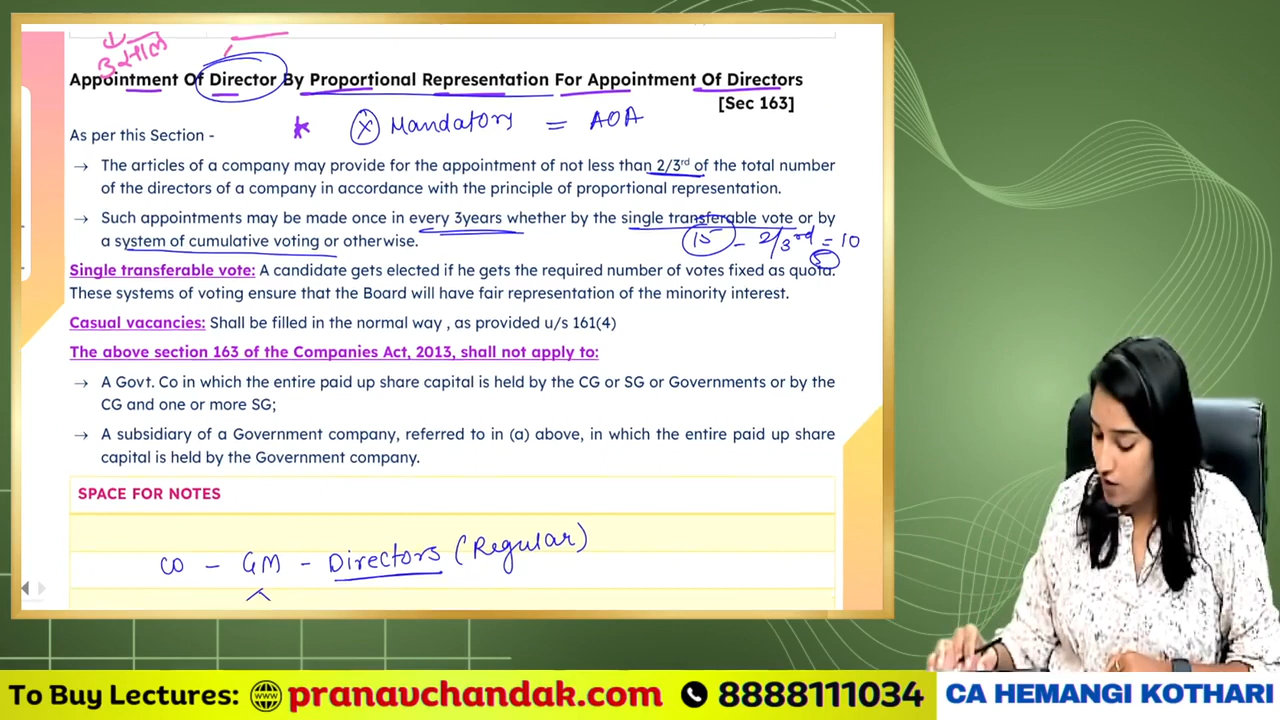 उदाह
Appointment Of Director By Proportional Representation For Appointment Of Directors
[Sec 163]
* (X) Mandatory = AOA
As per this Section -
→ The articles of a company may provide for the appointment of not less than 2/3rd of the total number
of the directors of a company in accordance with the principle of proportional representation.
→ Such appointments may be made once in every 3years whether by the single transferable vote or by
a system of cumulative voting or otherwise.
15 - 2/3rd = 10
5
Single transferable vote: A candidate gets elected if he gets the required number of votes fixed as quota.
These systems of voting ensure that the Board will have fair representation of the minority interest.
Casual vacancies: Shall be filled in the normal way , as provided u/s 161(4)
The above section 163 of the Companies Act, 2013, shall not apply to:
→ A Govt. Co in which the entire paid up share capital is held by the CG or SG or Governments or by the
CG and one or more SG;
→ A subsidiary of a Government company, referred to in (a) above, in which the entire paid up share
capital is held by the Government company.
SPACE FOR NOTES
CO - GM - Directors (Regular)
To Buy Lectures: pranavchandak.com 8888111034 CA HEMANGI KOTHARI